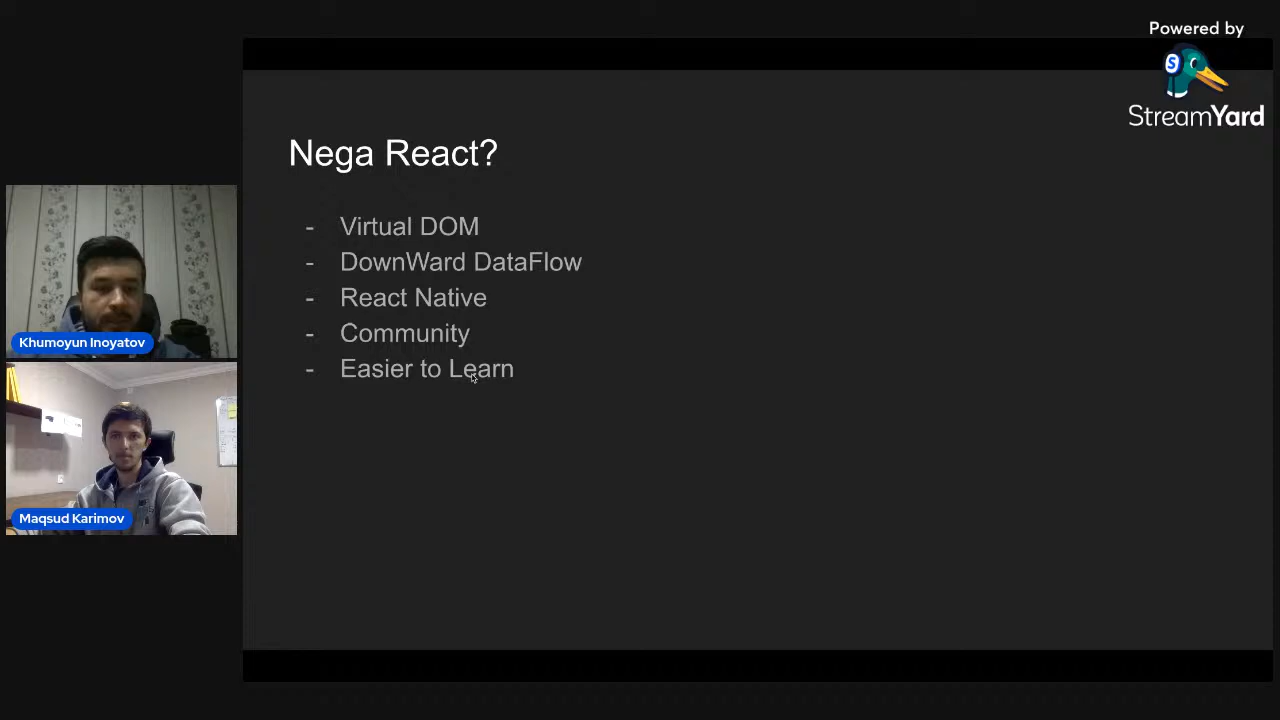 Powered by
StreamYard
Nega React?
- Virtual DOM
- DownWard DataFlow
- React Native
- Community
- Easier to Learn
Khumoyun Inoyatov
Maqsud Karimov